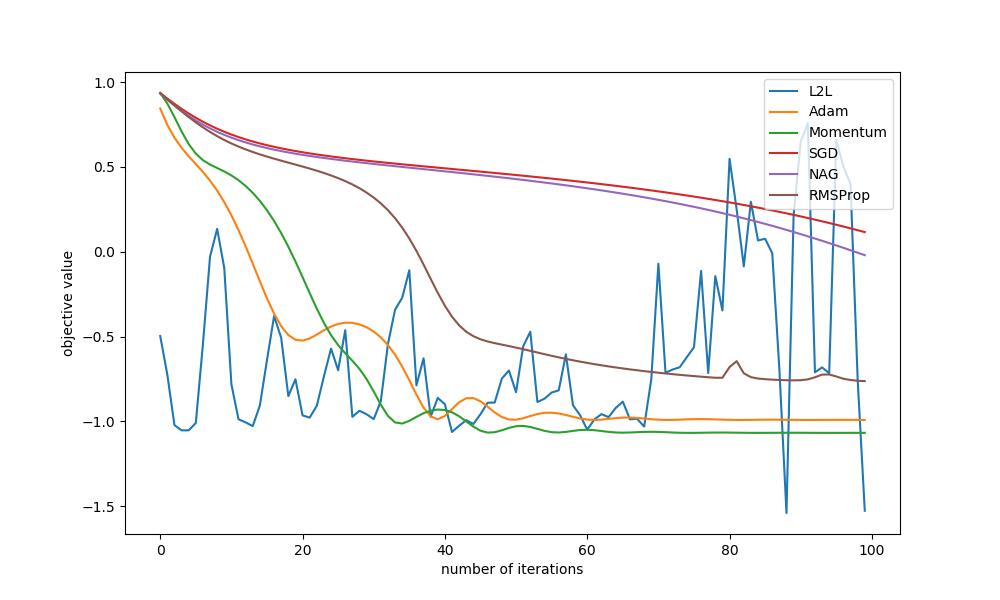 1.0
0.5
0.0
−0.5
−1.0
−1.5
objective value
0 20 40 60 80 100
number of iterations
L2L
Adam
Momentum
SGD
NAG
RMSProp